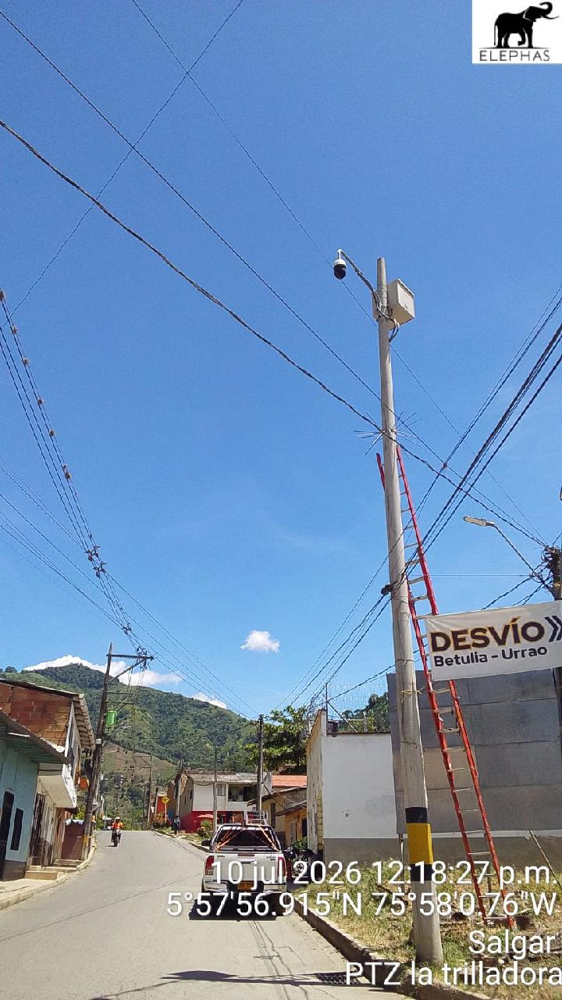 ELEPHAS
DESVÍO
Betulia - Urrao
10 jul 2026 12:18:27 p.m.
5°57'56.915"N 75°58'0.76"W
Salgar
PTZ la trilladora